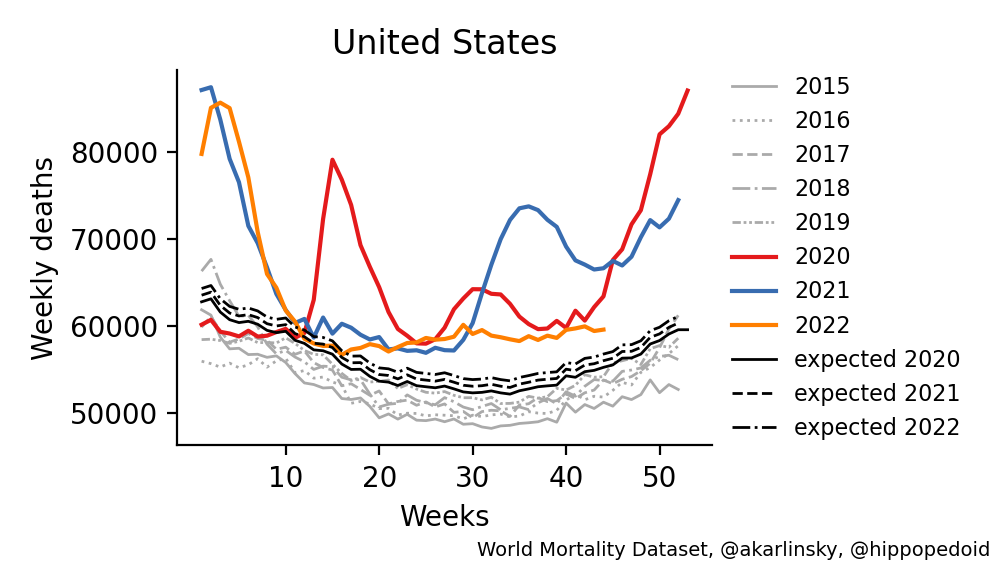 United States
Weekly deaths
80000
70000
60000
50000
10 20 30 40 50
Weeks
2015
2016
2017
2018
2019
2020
2021
2022
expected 2020
expected 2021
expected 2022
World Mortality Dataset, @akarlinsky, @hippopedoid